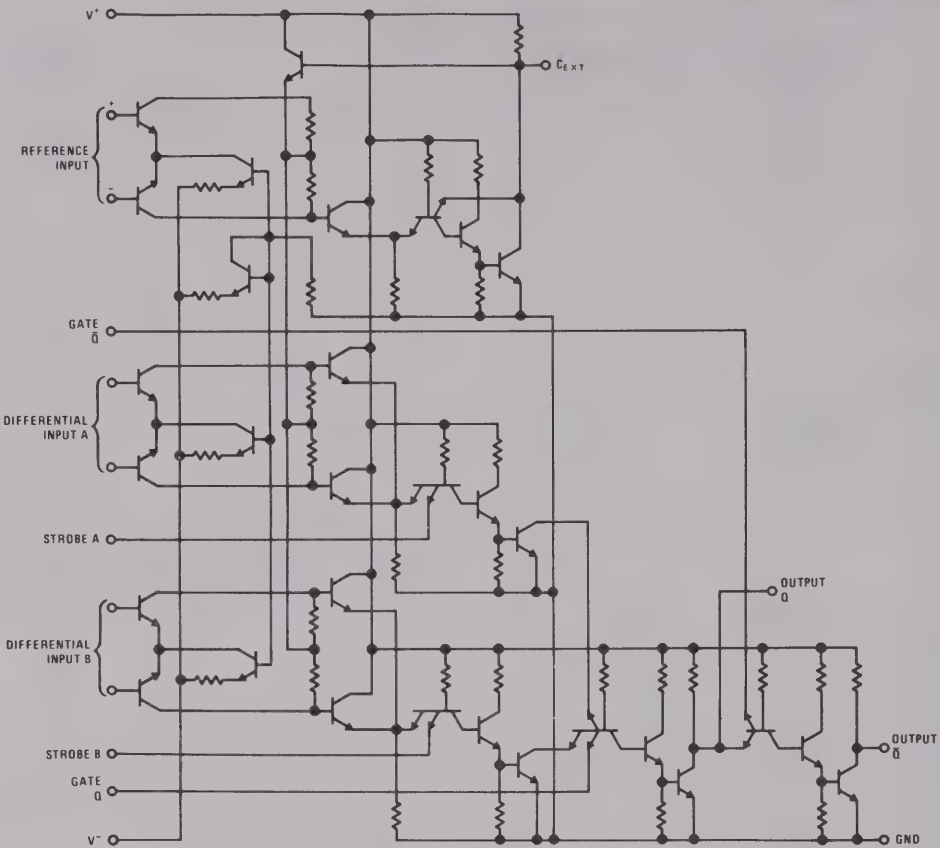 V+
CEXT
+
REFERENCE
INPUT
−
GATE
Q̄
DIFFERENTIAL
INPUT A
STROBE A
OUTPUT
Q
DIFFERENTIAL
INPUT B
STROBE B
OUTPUT
Q̄
GATE
Q
V−
GND